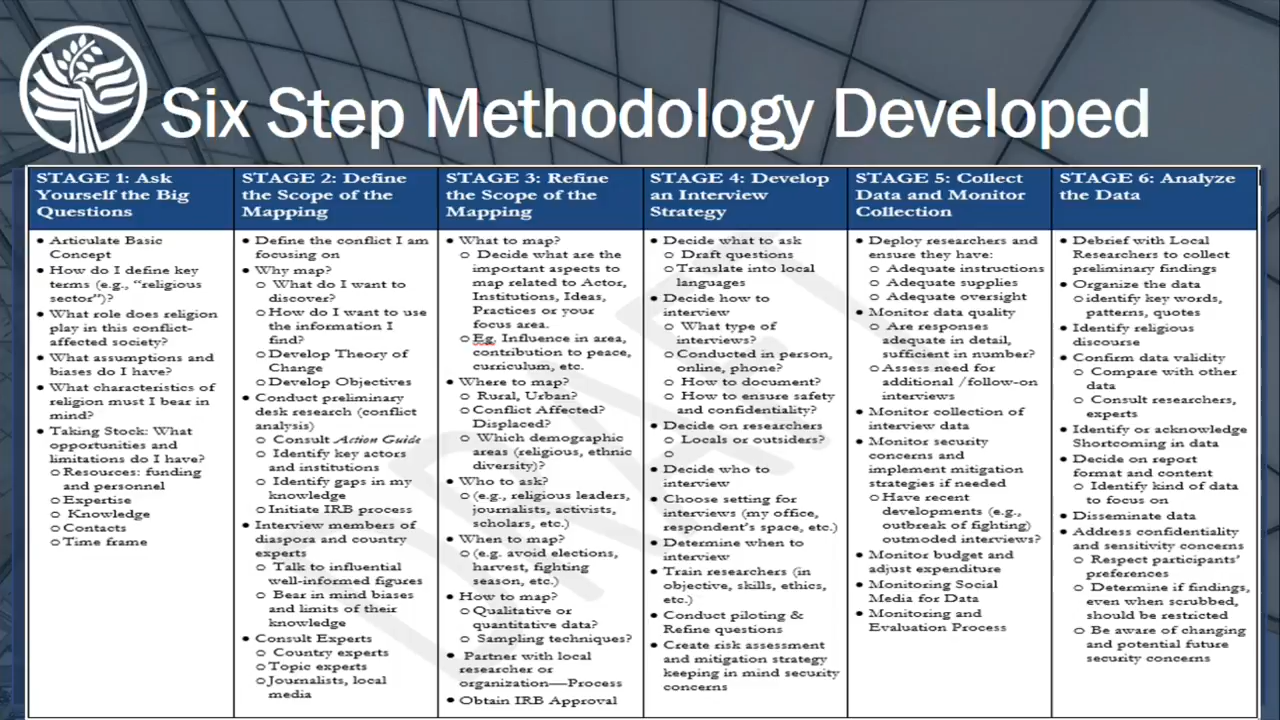 Six Step Methodology Developed
STAGE 1: Ask
Yourself the Big
Questions
• Articulate Basic
Concept
• How do I define key
terms (e.g., “religious
sector”)?
• What role does religion
play in this conflict-
affected society?
• What assumptions and
biases do I have?
• What characteristics of
religion must I bear in
mind?
• Taking Stock: What
opportunities and
limitations do I have?
o Resources: funding
and personnel
o Expertise
o Knowledge
o Contacts
o Time frame
STAGE 2: Define
the Scope of the
Mapping
• Define the conflict I am
focusing on
• Why map?
o What do I want to
discover?
o How do I want to use
the information I
find?
o Develop Theory of
Change
o Develop Objectives
• Conduct preliminary
desk research (conflict
analysis)
o Consult Action Guide
o Identify key actors
and institutions
o Identify gaps in my
knowledge
o Initiate IRB process
• Interview members of
diaspora and country
experts
o Talk to influential
well-informed figures
o Bear in mind biases
and limits of their
knowledge
• Consult Experts
o Country experts
o Topic experts
o Journalists, local
media
STAGE 3: Refine
the Scope of the
Mapping
• What to map?
o Decide what are the
important aspects to
map related to Actor,
Institutions, Ideas,
Practices or your
focus area.
o Eg. Influence in area,
contribution to peace,
curriculum, etc.
• Where to map?
o Rural, Urban?
o Conflict Affected?
Displaced?
o Which demographic
areas (religious, ethnic
diversity)?
• Who to ask?
o (e.g., religious leaders,
journalists, activists,
scholars, etc.)
• When to map?
o (e.g. avoid elections,
harvest, fighting
season, etc.)
• How to map?
o Qualitative or
quantitative data?
o Sampling techniques?
• Partner with local
researcher or
organization—Process
• Obtain IRB Approval
STAGE 4: Develop
an Interview
Strategy
• Decide what to ask
o Draft questions
o Translate into local
languages
• Decide how to
interview
o What type of
interviews?
o Conducted in person,
online, phone?
o How to document?
o How to ensure safety
and confidentiality?
• Decide on researchers
o Locals or outsiders?
o
• Decide who to
interview
• Choose setting for
interviews (my office,
respondent’s space, etc.)
• Determine when to
interview
• Train researchers (in
objective, skills, ethics,
etc.)
• Conduct piloting &
Refine questions
• Create risk assessment
and mitigation strategy
keeping in mind security
concerns
STAGE 5: Collect
Data and Monitor
Collection
• Deploy researchers and
ensure they have:
o Adequate instructions
o Adequate supplies
o Adequate oversight
• Monitor data quality
o Are responses
adequate in detail,
sufficient in number?
o Assess need for
additional /follow-on
interviews
• Monitor collection of
interview data
• Monitor security
concerns and
implement mitigation
strategies if needed
o Have recent
developments (e.g.,
outbreak of fighting)
outmoded interviews?
• Monitor budget and
adjust expenditure
• Monitoring Social
Media for Data
• Monitoring and
Evaluation Process
STAGE 6: Analyze
the Data
• Debrief with Local
Researchers to collect
preliminary findings
• Organize the data
o identify key words,
patterns, quotes
• Identify religious
discourse
• Confirm data validity
o Compare with other
data
o Consult researchers,
experts
• Identify or acknowledge
Shortcoming in data
• Decide on report
format and content
o Identify kind of data
to focus on
• Disseminate data
• Address confidentiality
and sensitivity concerns
o Respect participants’
preferences
o Determine if findings,
even when scrubbed,
should be restricted
o Be aware of changing
and potential future
security concerns
DRAFT